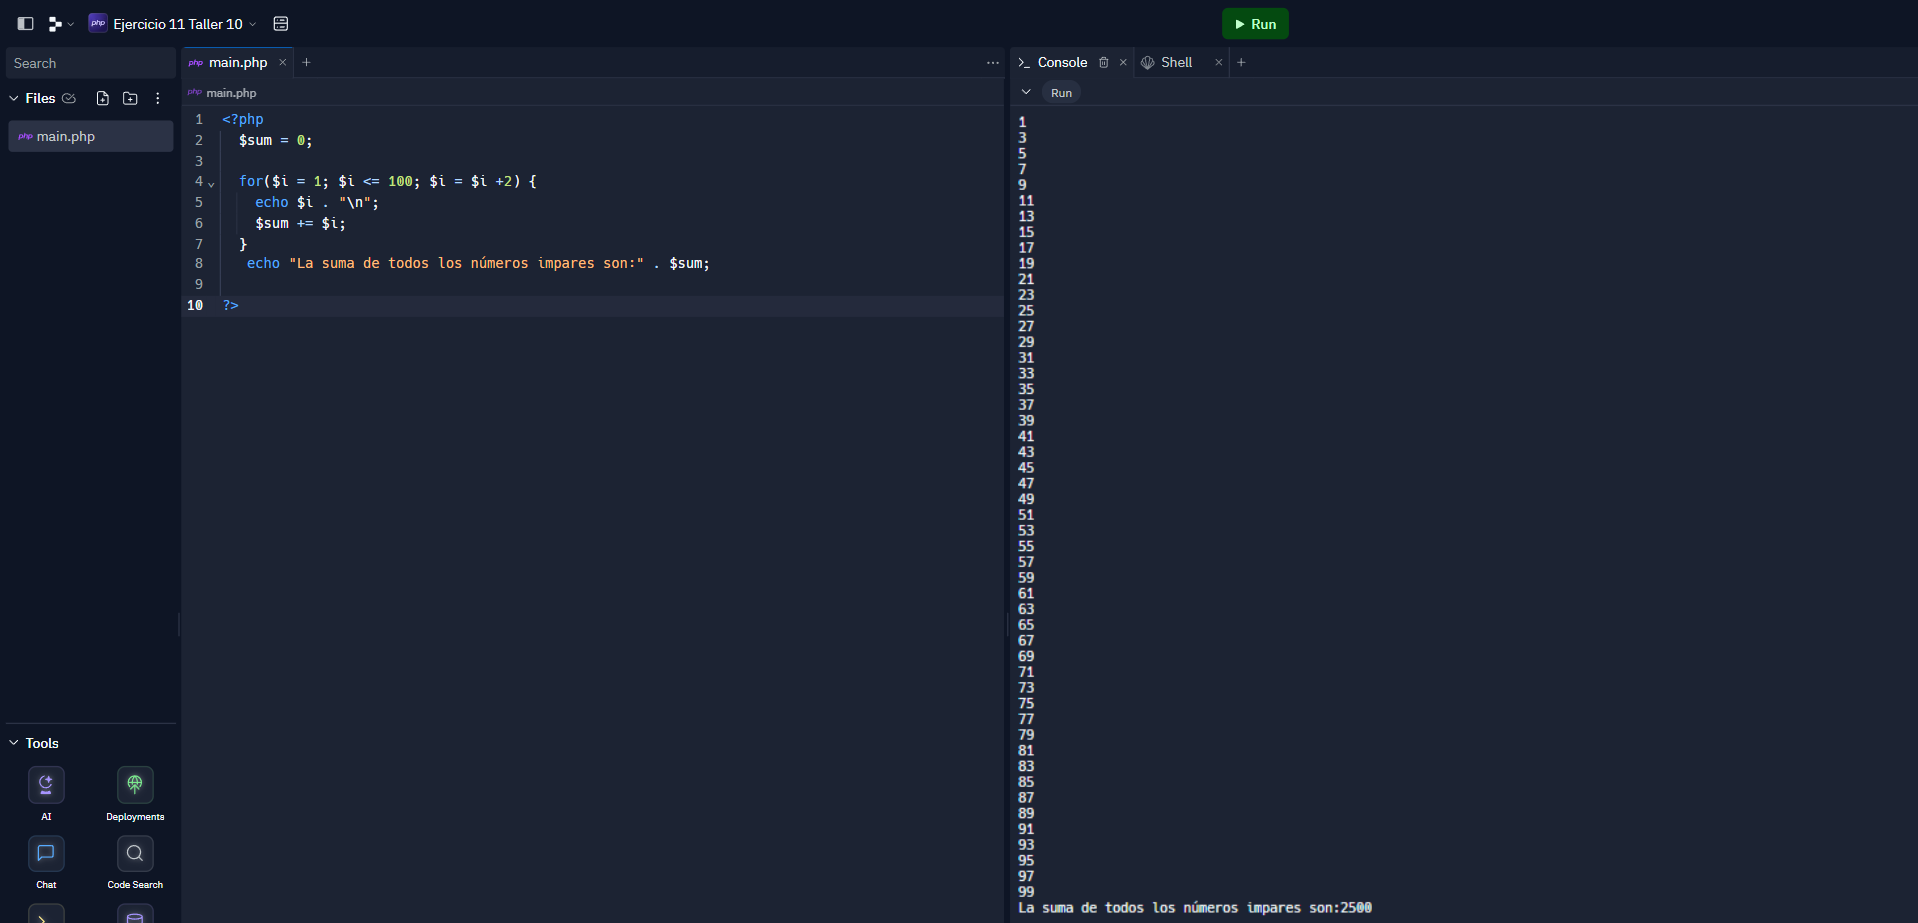 php Ejercicio 11 Taller 10
Run
Search
Files
php main.php
php main.php
php main.php
1 <?php
2 $sum = 0;
3
4 for($i = 1; $i <= 100; $i = $i +2) {
5 echo $i . "\n";
6 $sum += $i;
7 }
8 echo "La suma de todos los números impares son:" . $sum;
9
10 ?>
Tools
AI
Deployments
Chat
Code Search
Console
Shell
Run
1
3
5
7
9
11
13
15
17
19
21
23
25
27
29
31
33
35
37
39
41
43
45
47
49
51
53
55
57
59
61
63
65
67
69
71
73
75
77
79
81
83
85
87
89
91
93
95
97
99
La suma de todos los números impares son:2500